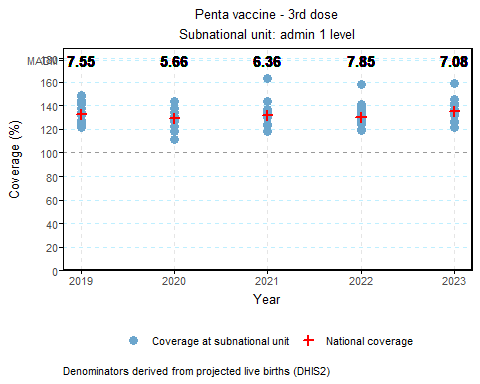 Penta vaccine - 3rd dose
Subnational unit: admin 1 level
MADM 7.55 5.66 6.36 7.85 7.08
180
160
140
120
100
80
60
40
20
0
Coverage (%)
2019 2020 2021 2022 2023
Year
Coverage at subnational unit National coverage
Denominators derived from projected live births (DHIS2)